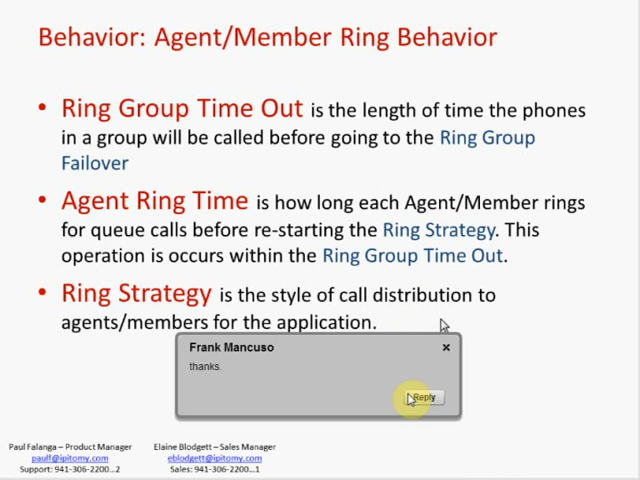 Behavior: Agent/Member Ring Behavior
• Ring Group Time Out is the length of time the phones
in a group will be called before going to the Ring Group
Failover
• Agent Ring Time is how long each Agent/Member rings
for queue calls before re-starting the Ring Strategy. This
operation is occurs within the Ring Group Time Out.
• Ring Strategy is the style of call distribution to
agents/members for the application.
Frank Mancuso
×
thanks.
Reply
Paul Falanga – Product Manager
paulf@ipitomy.com
Support: 941-306-2200...2
Elaine Blodgett – Sales Manager
eblodgett@ipitomy.com
Sales: 941-306-2200...1